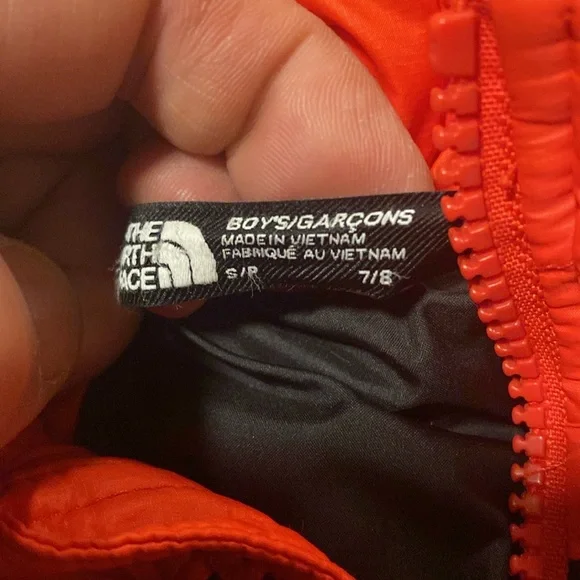 THE
NORTH
FACE
BOY'S/GARÇONS
MADE IN VIETNAM
FABRIQUÉ AU VIETNAM
S/P 7/8